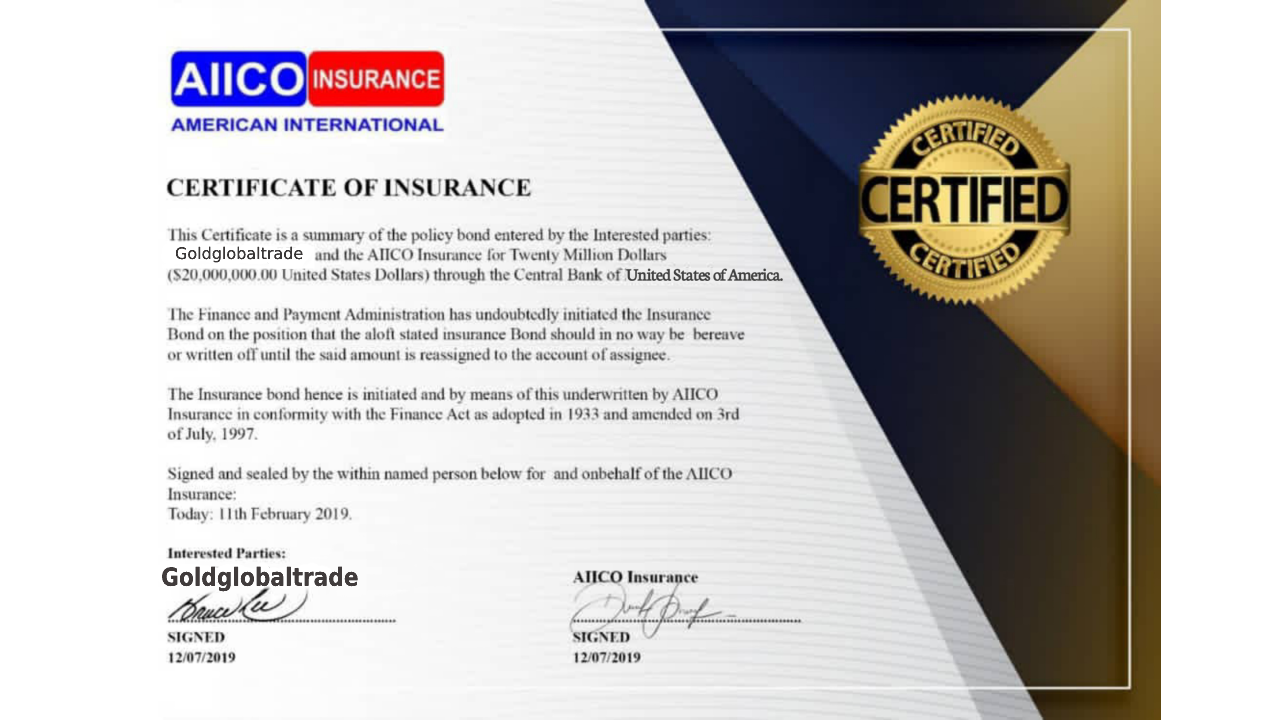 AIICO INSURANCE
AMERICAN INTERNATIONAL
CERTIFIED
CERTIFIED
CERTIFIED
CERTIFICATE OF INSURANCE
This Certificate is a summary of the policy bond entered by the Interested parties:
Goldglobaltrade and the AIICO Insurance for Twenty Million Dollars
($20,000,000.00 United States Dollars) through the Central Bank of United States of America.
The Finance and Payment Administration has undoubtedly initiated the Insurance
Bond on the position that the aloft stated insurance Bond should in no way be bereave
or written off until the said amount is reassigned to the account of assignee.
The Insurance bond hence is initiated and by means of this underwritten by AIICO
Insurance in conformity with the Finance Act as adopted in 1933 and amended on 3rd
of July, 1997.
Signed and sealed by the within named person below for and onbehalf of the AIICO
Insurance:
Today: 11th February 2019.
Interested Parties:
Goldglobaltrade
AIICO Insurance
Bruce Lee
SIGNED
SIGNED
12/07/2019
12/07/2019